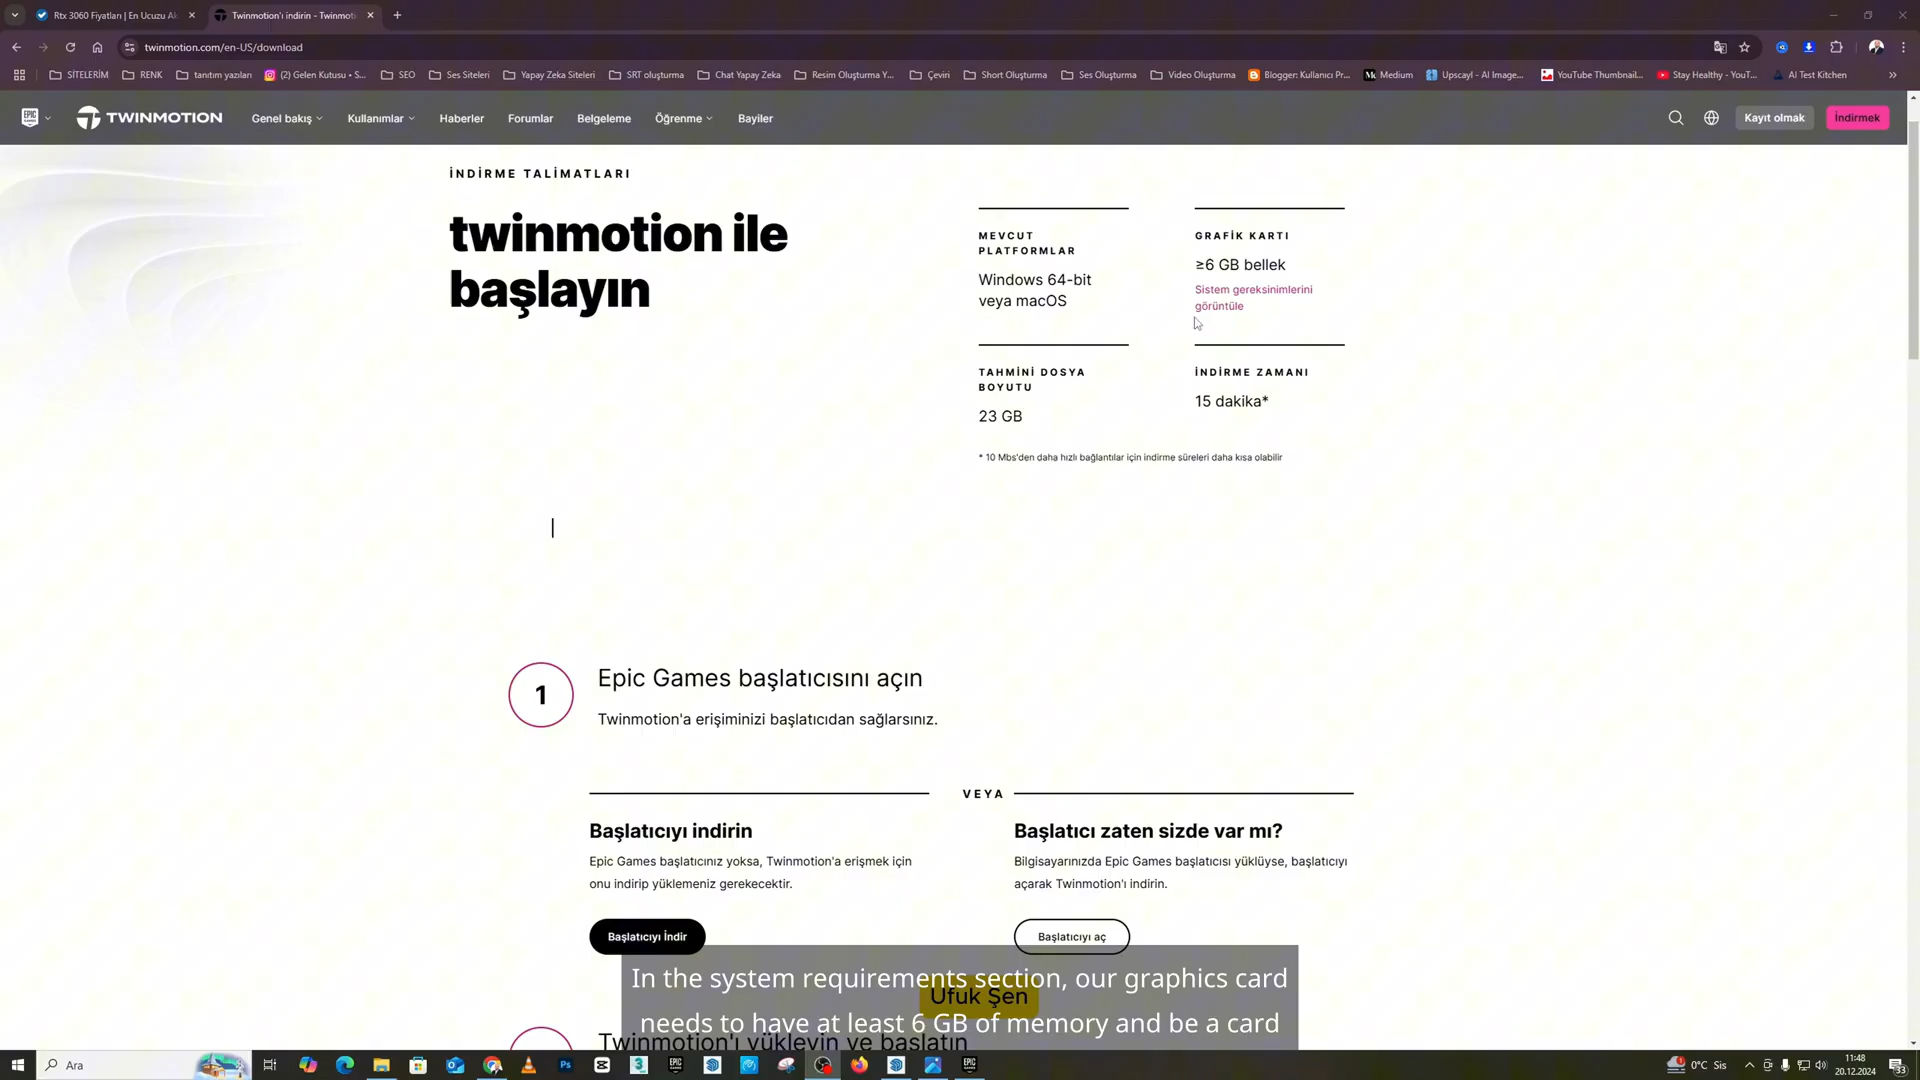 Rtx 3060 Fiyatları | En Ucuzu Ak
Twinmotion'ı indirin - Twinmoti
twinmotion.com/en-US/download
SİTELERİM
RENK
tanıtım yazıları
(2) Gelen Kutusu • S...
SEO
Ses Siteleri
Yapay Zeka Siteleri
SRT oluşturma
Chat Yapay Zeka
Resim Oluşturma Y...
Çeviri
Short Oluşturma
Ses Oluşturma
Video Oluşturma
Blogger: Kullanıcı Pr...
Medium
Upscayl - AI Image...
YouTube Thumbnail...
Stay Healthy - YouT...
AI Test Kitchen
EPIC GAMES
TWINMOTION
Genel bakış
Kullanımlar
Haberler
Forumlar
Belgeleme
Öğrenme
Bayiler
Kayıt olmak
İndirmek
İNDİRME TALİMATLARI
twinmotion ile
başlayın
MEVCUT
PLATFORMLAR
Windows 64-bit
veya macOS
GRAFİK KARTI
≥6 GB bellek
Sistem gereksinimlerini
görüntüle
TAHMİNİ DOSYA
BOYUTU
23 GB
İNDİRME ZAMANI
15 dakika*
* 10 Mbs'den daha hızlı bağlantılar için indirme süreleri daha kısa olabilir
1
Epic Games başlatıcısını açın
Twinmotion'a erişiminizi başlatıcıdan sağlarsınız.
VEYA
Başlatıcıyı indirin
Epic Games başlatıcınız yoksa, Twinmotion'a erişmek için
onu indirip yüklemeniz gerekecektir.
Başlatıcıyı İndir
Başlatıcı zaten sizde var mı?
Bilgisayarınızda Epic Games başlatıcısı yüklüyse, başlatıcıyı
açarak Twinmotion'ı indirin.
Başlatıcıyı aç
In the system requirements section, our graphics card
Ufuk Şen
needs to have at least 6 GB of memory and be a card
Twinmotion'ı yükleyin ve başlatın
Ara
0°C Sis
11:48
20.12.2024
33